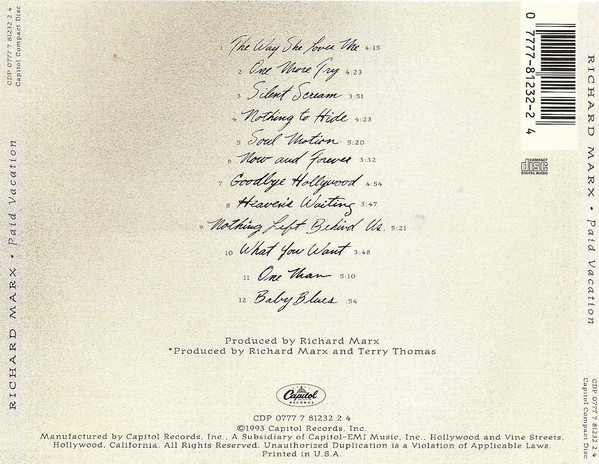 CDP 0777 7 81232 2 4
Capitol Compact Disc
RICHARD MARX • Paid Vacation
1 The Way She Loves Me 4:15
2 One More Try 4:23
3 Silent Scream 3:51
4 Nothing to Hide 4:23
5 Soul Motion 5:20
6 Now and Forever 3:32
7 Goodbye Hollywood 4:54
8 Heaven's Waiting 3:47
9 Nothing Left Behind Us 5:21
10 What You Want 3:48
11 One Man 5:10
12 Baby Blues :54
Produced by Richard Marx
*Produced by Richard Marx and Terry Thomas
Capitol
RECORDS
CDP 0777 7 81232 2 4
©1993 Capitol Records, Inc.
Manufactured by Capitol Records, Inc., A Subsidiary of Capitol-EMI Music, Inc., Hollywood and Vine Streets,
Hollywood, California. All Rights Reserved. Unauthorized Duplication is a Violation of Applicable Laws.
Printed in U.S.A.
0 7777-81232-2 4
COMPACT
disc
DIGITAL AUDIO
RICHARD MARX • Paid Vacation
CDP 0777 7 81232 2 4
Capitol Compact Disc